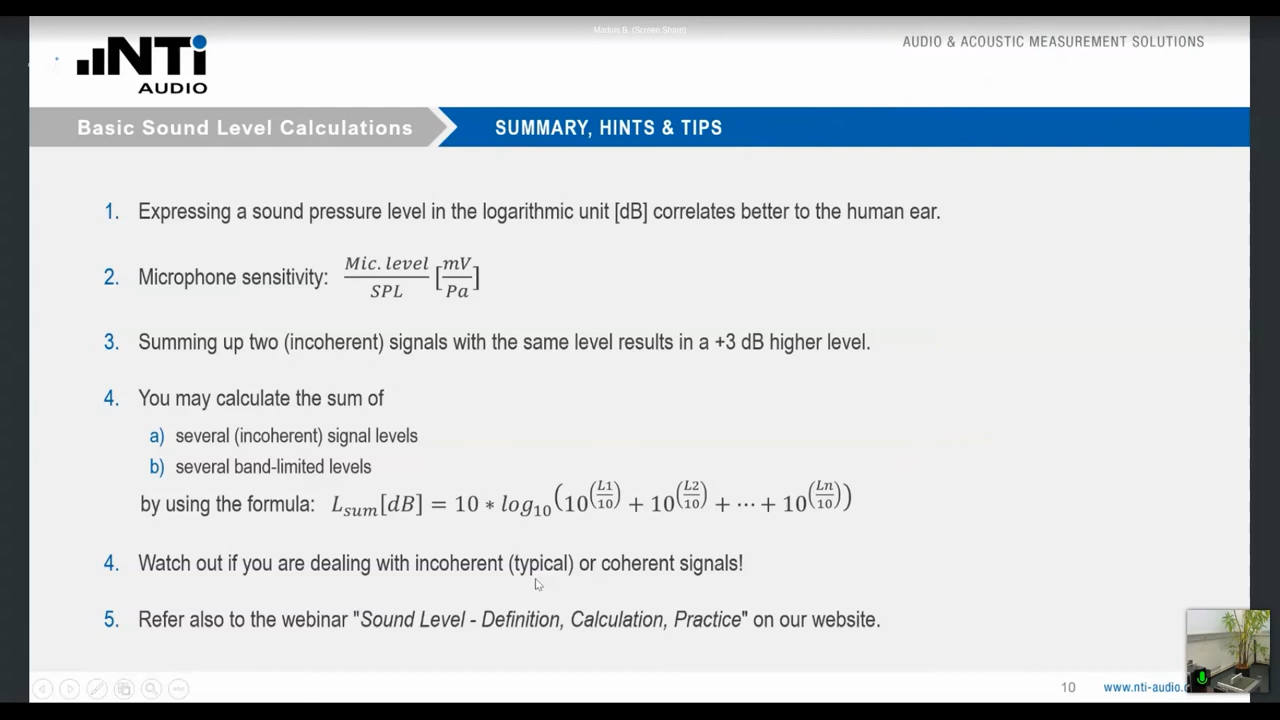 Marius B. (Screen Share)
NTi
AUDIO
AUDIO & ACOUSTIC MEASUREMENT SOLUTIONS
Basic Sound Level Calculations
SUMMARY, HINTS & TIPS
1. Expressing a sound pressure level in the logarithmic unit [dB] correlates better to the human ear.
2. Microphone sensitivity: Mic. level/SPL [mV/Pa]
3. Summing up two (incoherent) signals with the same level results in a +3 dB higher level.
4. You may calculate the sum of
a) several (incoherent) signal levels
b) several band-limited levels
by using the formula: L_sum[dB] = 10 * log_10(10^(L1/10) + 10^(L2/10) + ⋯ + 10^(Ln/10))
4. Watch out if you are dealing with incoherent (typical) or coherent signals!
5. Refer also to the webinar "Sound Level - Definition, Calculation, Practice" on our website.
10
www.nti-audio.c